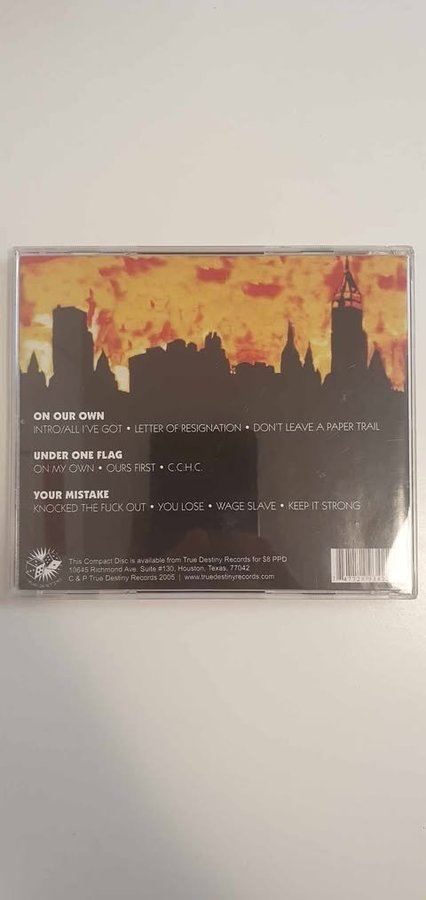 ON OUR OWN
INTRO/ALL I'VE GOT • LETTER OF RESIGNATION • DON'T LEAVE A PAPER TRAIL
UNDER ONE FLAG
ON MY OWN • OURS FIRST • C.C.H.C.
YOUR MISTAKE
KNOCKED THE FUCK OUT • YOU LOSE • WAGE SLAVE • KEEP IT STRONG
This Compact Disc is available from True Destiny Records for $8 PPD
10645 Richmond Ave. Suite #130, Houston, Texas, 77042
C & P True Destiny Records 2005 | www.truedestinyrecords.com